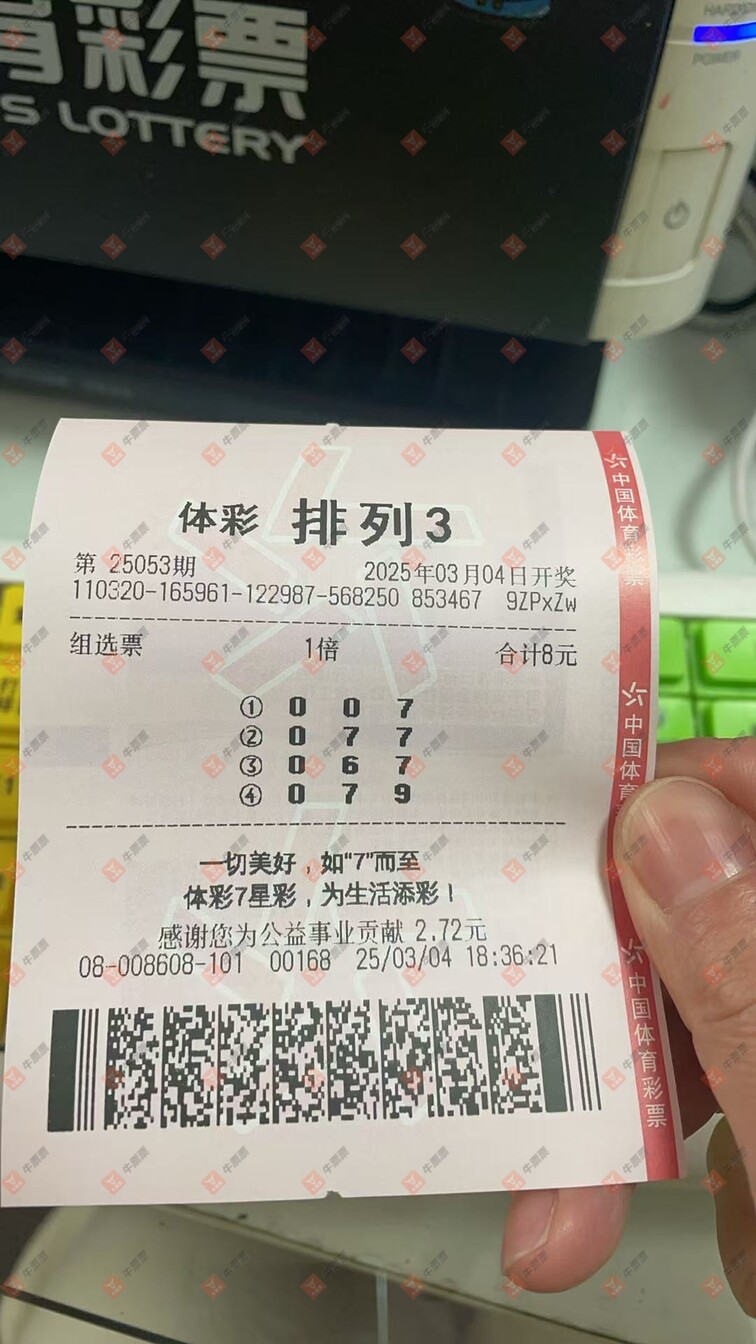 育彩票
S LOTTERY
POWER
体彩 排列3
第 25053期 2025年03月04日开奖
110320-165961-122987-568250 853467 9ZPxZw
组选票 1倍 合计8元
① 0 0 7
② 0 7 7
③ 0 6 7
④ 0 7 9
一切美好，如“7”而至
体彩7星彩，为生活添彩！
感谢您为公益事业贡献 2.72元
08-008608-101 00168 25/03/04 18:36:21
中国体育彩票
中国体育
中国体育彩票
牛票票